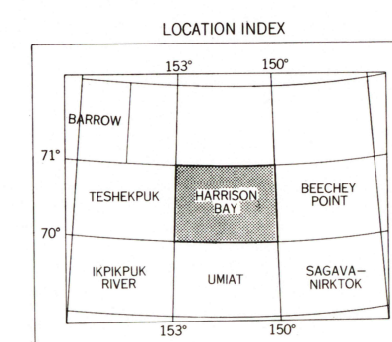 LOCATION INDEX
153° 150°
BARROW
71°
TESHEKPUK
HARRISON
BAY
BEECHEY
POINT
70°
IKPIKPUK
RIVER
UMIAT
SAGAVA–
NIRKTOK
153° 150°